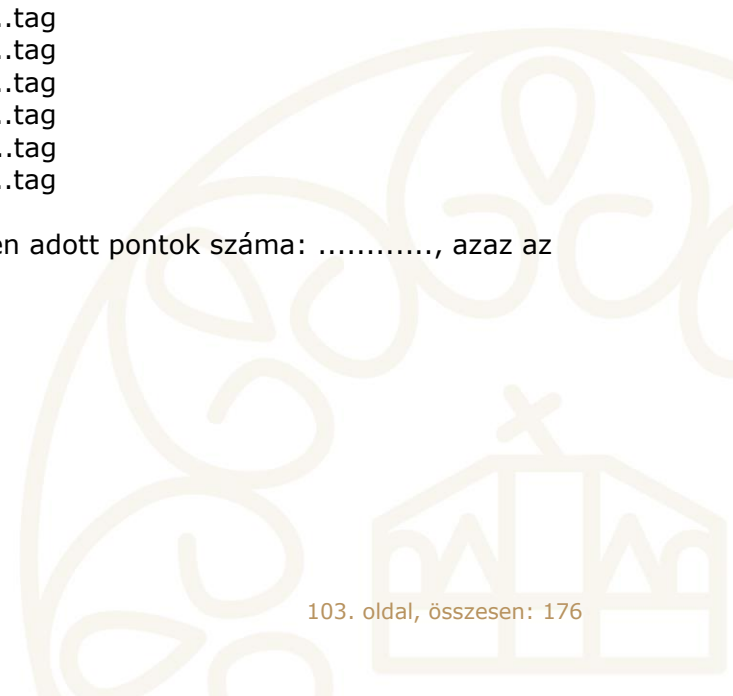 ..tag
..tag
..tag
..tag
..tag
..tag
en adott pontok száma: ............, azaz az
103. oldal, összesen: 176